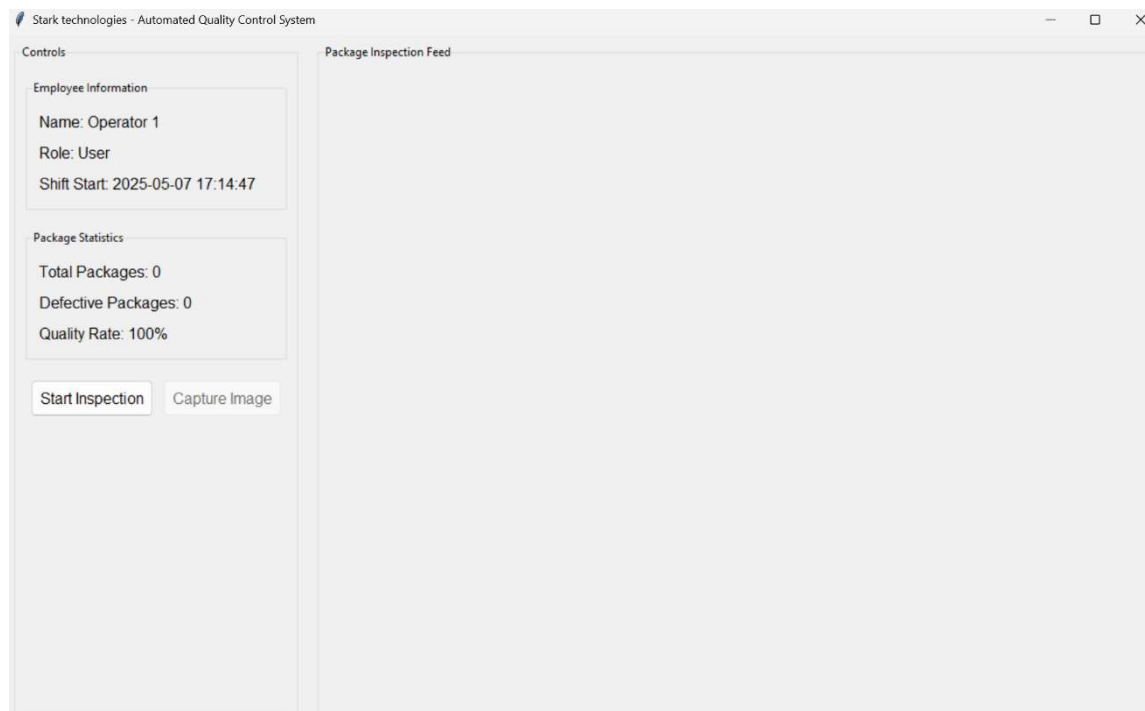 Stark technologies - Automated Quality Control System
Controls
Package Inspection Feed
Employee Information
Name: Operator 1
Role: User
Shift Start: 2025-05-07 17:14:47
Package Statistics
Total Packages: 0
Defective Packages: 0
Quality Rate: 100%
Start Inspection
Capture Image